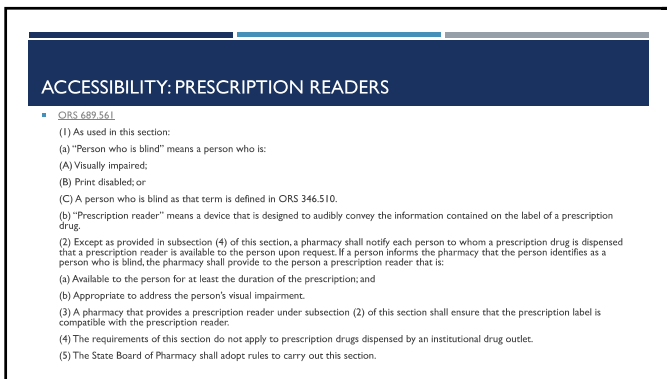 ACCESSIBILITY: PRESCRIPTION READERS
ORS 689.561
(1) As used in this section:
(a) “Person who is blind” means a person who is:
(A) Visually impaired;
(B) Print disabled; or
(C) A person who is blind as that term is defined in ORS 346.510.
(b) “Prescription reader” means a device that is designed to audibly convey the information contained on the label of a prescription
drug.
(2) Except as provided in subsection (4) of this section, a pharmacy shall notify each person to whom a prescription drug is dispensed
that a prescription reader is available to the person upon request. If a person informs the pharmacy that the person identifies as a
person who is blind, the pharmacy shall provide to the person a prescription reader that is:
(a) Available to the person for at least the duration of the prescription; and
(b) Appropriate to address the person’s visual impairment.
(3) A pharmacy that provides a prescription reader under subsection (2) of this section shall ensure that the prescription label is
compatible with the prescription reader.
(4) The requirements of this section do not apply to prescription drugs dispensed by an institutional drug outlet.
(5) The State Board of Pharmacy shall adopt rules to carry out this section.